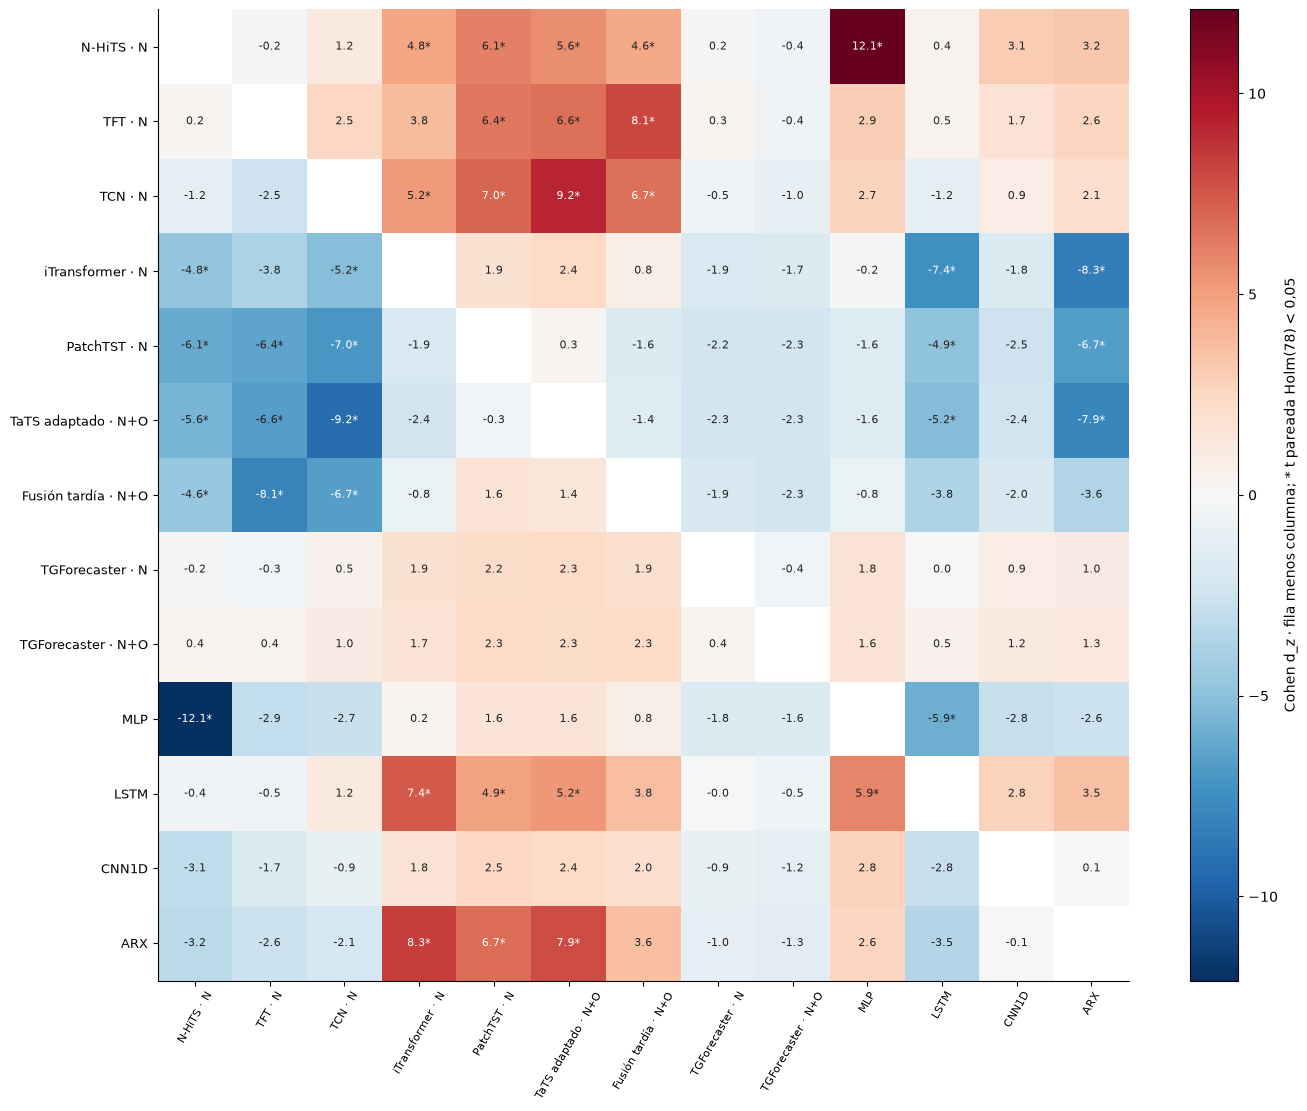 N-HiTS · N -0.2 1.2 4.8* 6.1* 5.6* 4.6* 0.2 -0.4 12.1* 0.4 3.1 3.2
TFT · N 0.2 2.5 3.8 6.4* 6.6* 8.1* 0.3 -0.4 2.9 0.5 1.7 2.6
TCN · N -1.2 -2.5 5.2* 7.0* 9.2* 6.7* -0.5 -1.0 2.7 -1.2 0.9 2.1
iTransformer · N -4.8* -3.8 -5.2* 1.9 2.4 0.8 -1.9 -1.7 -0.2 -7.4* -1.8 -8.3*
PatchTST · N -6.1* -6.4* -7.0* -1.9 0.3 -1.6 -2.2 -2.3 -1.6 -4.9* -2.5 -6.7*
TaTS adaptado · N+O -5.6* -6.6* -9.2* -2.4 -0.3 -1.4 -2.3 -2.3 -1.6 -5.2* -2.4 -7.9*
Fusión tardía · N+O -4.6* -8.1* -6.7* -0.8 1.6 1.4 -1.9 -2.3 -0.8 -3.8 -2.0 -3.6
TGForecaster · N -0.2 -0.3 0.5 1.9 2.2 2.3 1.9 -0.4 1.8 0.0 0.9 1.0
TGForecaster · N+O 0.4 0.4 1.0 1.7 2.3 2.3 2.3 0.4 1.6 0.5 1.2 1.3
MLP -12.1* -2.9 -2.7 0.2 1.6 1.6 0.8 -1.8 -1.6 -5.9* -2.8 -2.6
LSTM -0.4 -0.5 1.2 7.4* 4.9* 5.2* 3.8 -0.0 -0.5 5.9* 2.8 3.5
CNN1D -3.1 -1.7 -0.9 1.8 2.5 2.4 2.0 -0.9 -1.2 2.8 -2.8 0.1
ARX -3.2 -2.6 -2.1 8.3* 6.7* 7.9* 3.6 -1.0 -1.3 2.6 -3.5 -0.1
N-HiTS · N
TFT · N
TCN · N
iTransformer · N
PatchTST · N
TaTS adaptado · N+O
Fusión tardía · N+O
TGForecaster · N
TGForecaster · N+O
MLP
LSTM
CNN1D
ARX
10
5
0
−5
−10
Cohen d_z · fila menos columna; * t pareada Holm(78) < 0,05